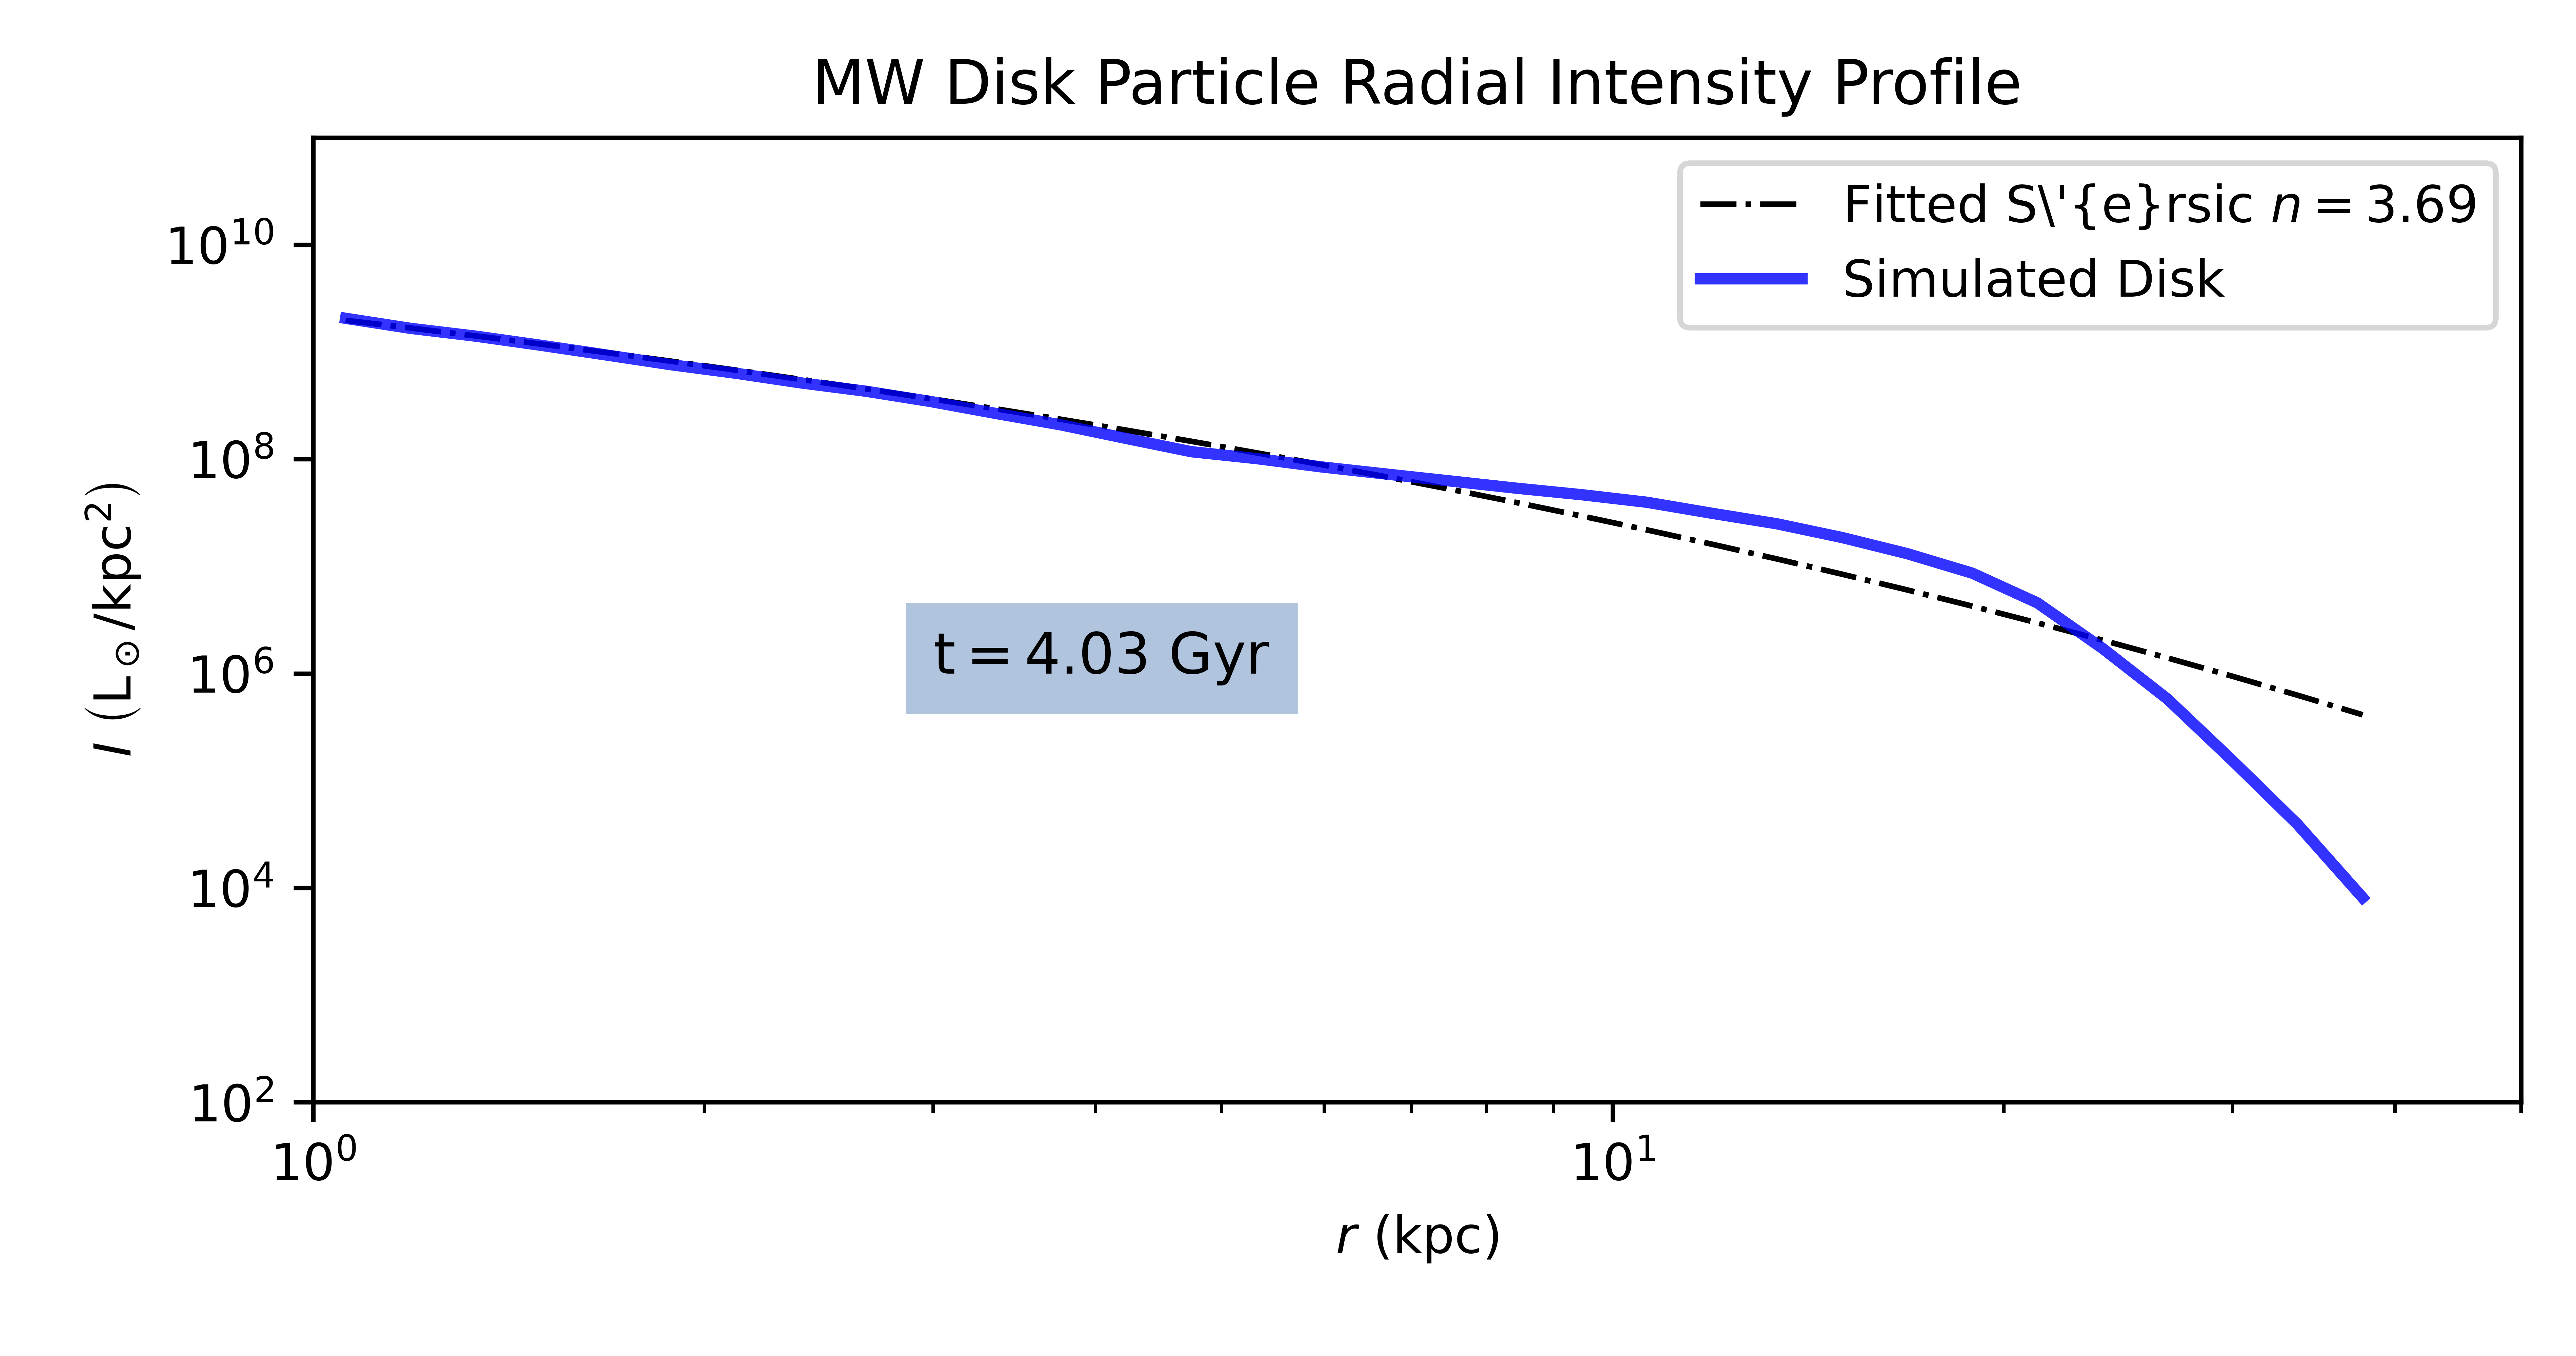 MW Disk Particle Radial Intensity Profile
Fitted S\'{e}rsic n = 3.69
Simulated Disk
10¹⁰
10⁸
10⁶
10⁴
10²
I (L☉/kpc²)
t = 4.03 Gyr
10⁰
10¹
r (kpc)